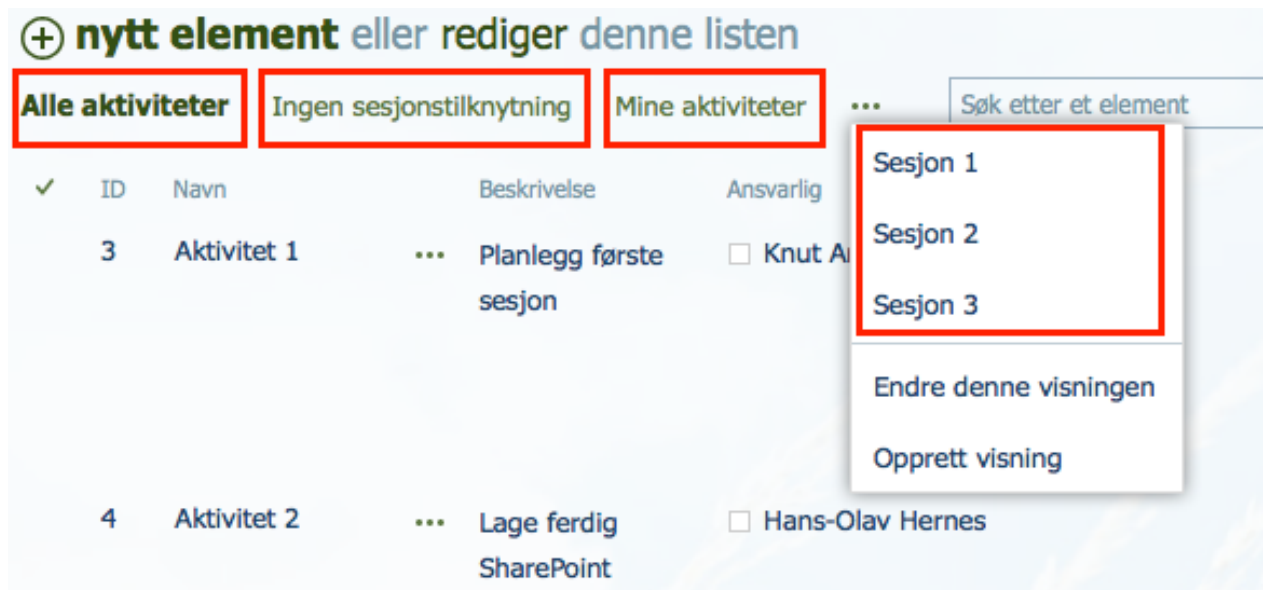 nytt element eller rediger denne listen
Alle aktiviteter Ingen sesjonstilknytning Mine aktiviteter ... Søk etter et element
Sesjon 1
Sesjon 2
Sesjon 3
Endre denne visningen
Opprett visning
ID Navn Beskrivelse Ansvarlig
3 Aktivitet 1 ... Planlegg første Knut
sesjon
4 Aktivitet 2 ... Lage ferdig Hans-Olav Hernes
SharePoint